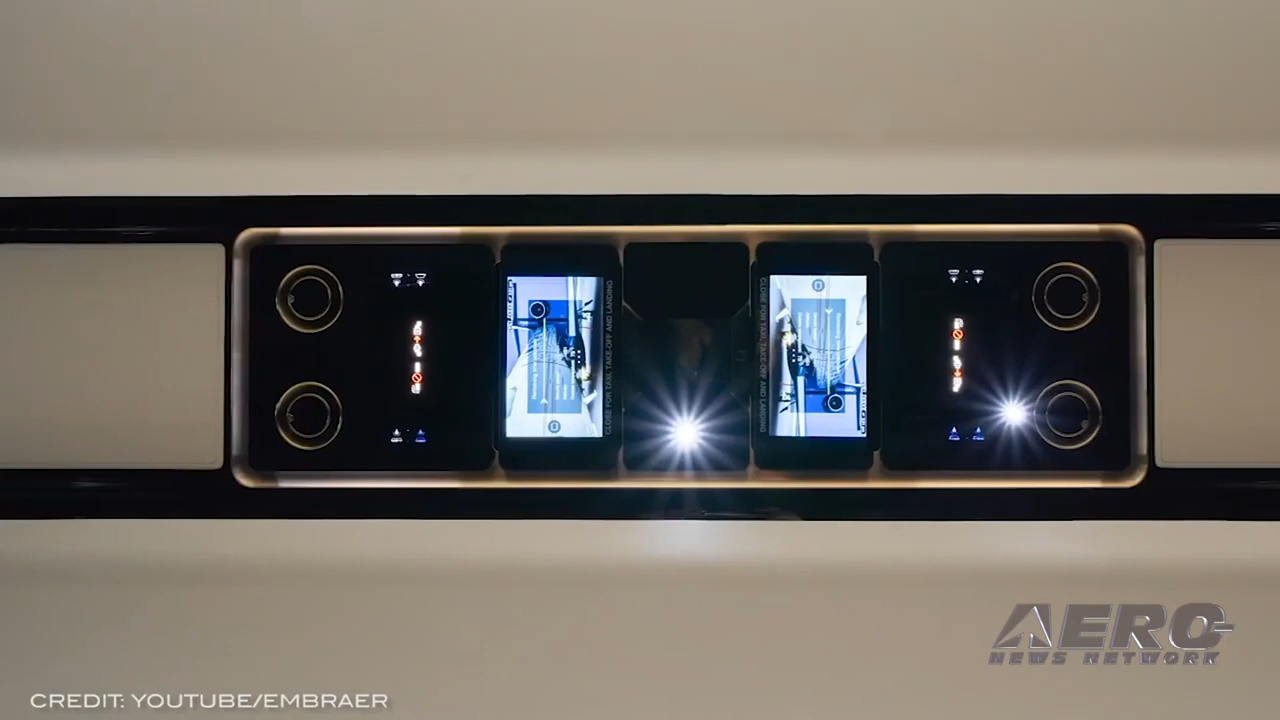 CLOSE FOR TAXI, TAKE-OFF AND LANDING
CLOSE FOR TAXI, TAKE-OFF AND LANDING
AERO
NEWS NETWORK
CREDIT: YOUTUBE/EMBRAER